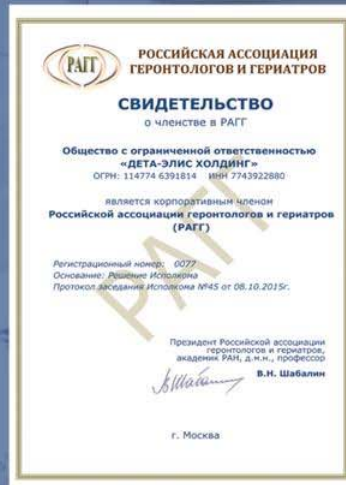 РАГГ
РОССИЙСКАЯ АССОЦИАЦИЯ
ГЕРОНТОЛОГОВ И ГЕРИАТРОВ
СВИДЕТЕЛЬСТВО
о членстве в РАГГ
Общество с ограниченной ответственностью
«ДЕТА-ЭЛИС ХОЛДИНГ»
ОГРН: 114774 6391814 ИНН 7743922880
является корпоративным членом
Российской ассоциации геронтологов и гериатров
(РАГГ)
РАГГ
Регистрационный номер: 0077
Основание: Решение Исполкома
Протокол заседания Исполкома №45 от 08.10.2015г.
Президент Российской ассоциации
геронтологов и гериатров,
академик РАН, д.м.н., профессор
В.Н. Шабалин
г. Москва